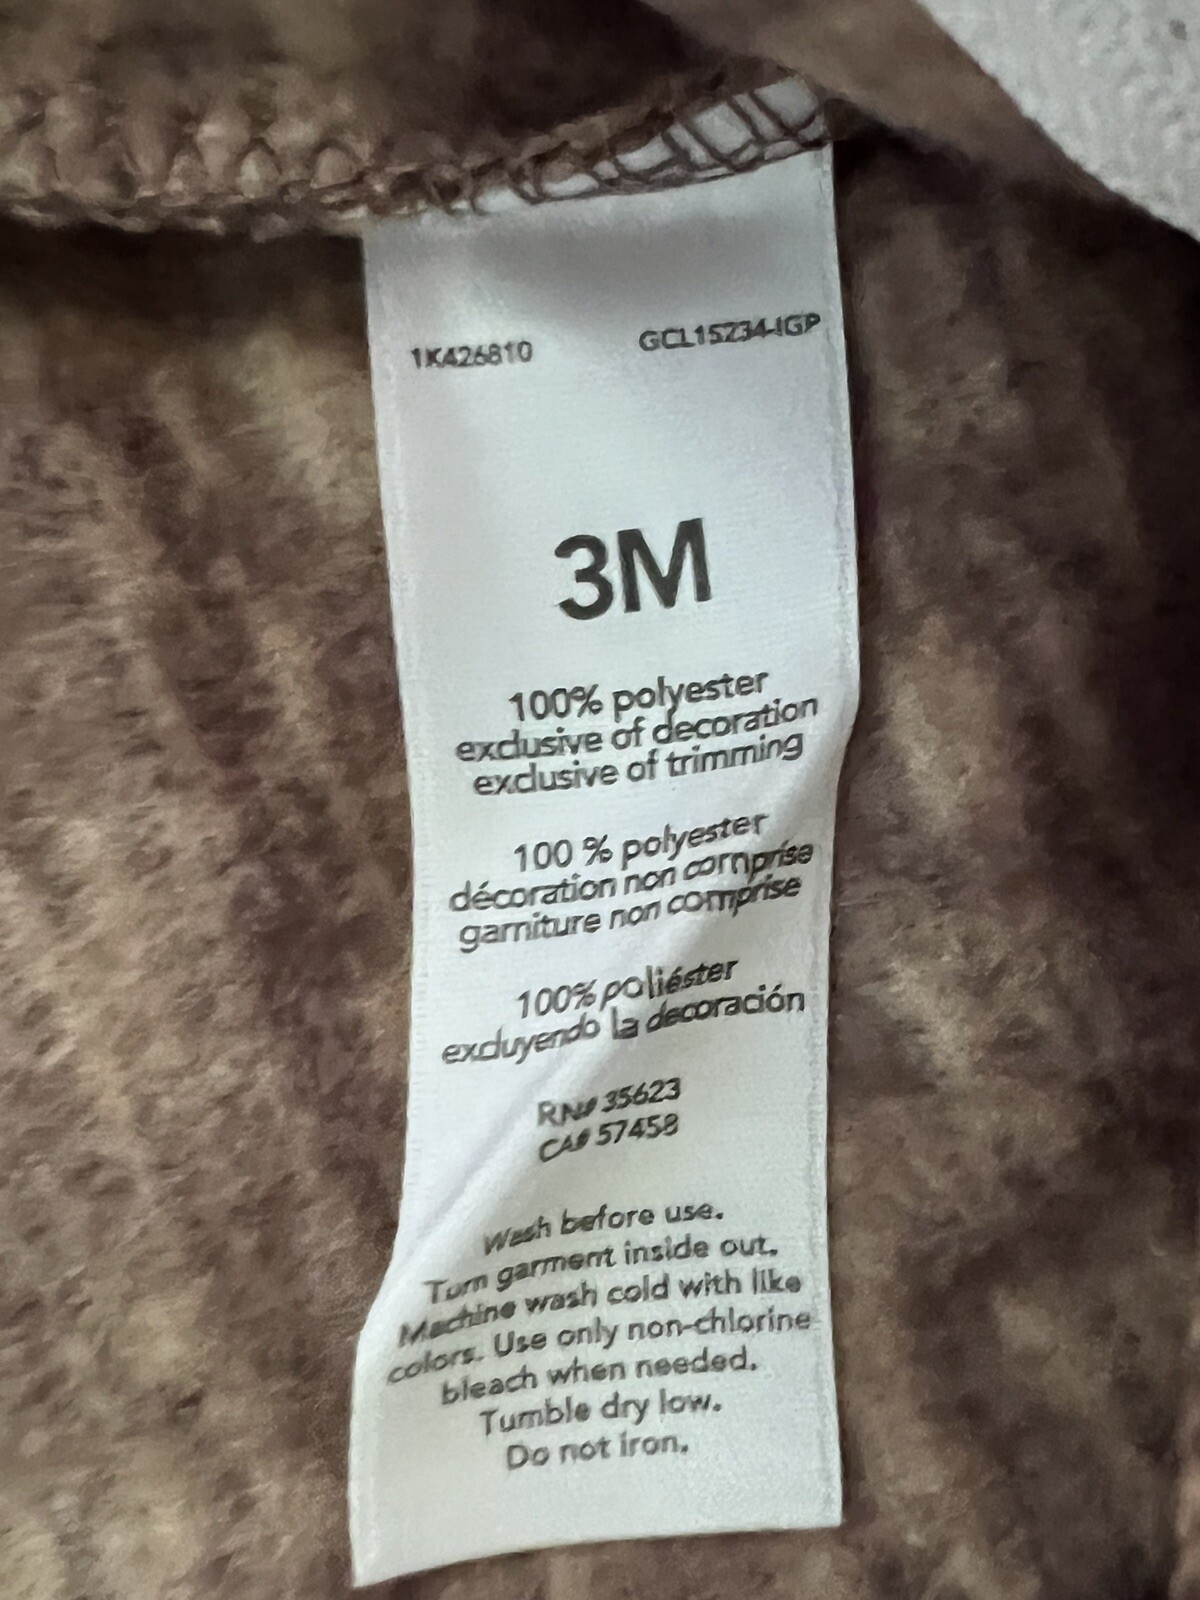 1K426810 GCL15234-IGP
3M
100% polyester
exclusive of decoration
exclusive of trimming
100 % polyester
décoration non comprise
garniture non comprise
100% poliéster
excluyendo la decoración
RN# 35623
CA# 57458
Wash before use.
Turn garment inside out.
Machine wash cold with like
colors. Use only non-chlorine
bleach when needed.
Tumble dry low.
Do not iron.